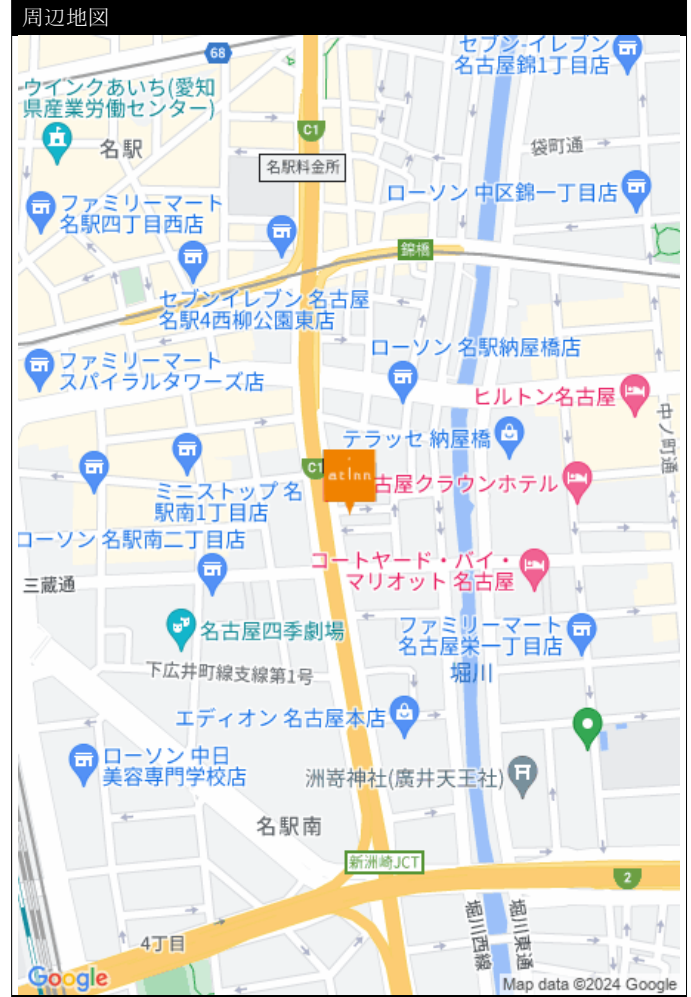 周辺地図
68
セブン-イレブン
名古屋錦1丁目店
ウインクあいち(愛知
県産業労働センター)
C1
名駅
袋町通
名駅料金所
ローソン 中区錦一丁目店
ファミリーマート
名駅四丁目西店
錦橋
セブンイレブン 名古屋
名駅4西柳公園東店
ローソン 名駅納屋橋店
ファミリーマート
スパイラルタワーズ店
ヒルトン名古屋
中ノ町通
テラッセ 納屋橋
C1
at inn
古屋クラウンホテル
ミニストップ 名
駅南1丁目店
ローソン 名駅南二丁目店
コートヤード・バイ・
マリオット 名古屋
三蔵通
名古屋四季劇場
ファミリーマート
名古屋栄一丁目店
堀川
下広井町線支線第1号
エディオン 名古屋本店
ローソン 中日
美容専門学校店
洲嵜神社(廣井天王社)
名駅南
新洲崎JCT
2
堀川西線
堀川東通
4丁目
Google
Map data ©2024 Google